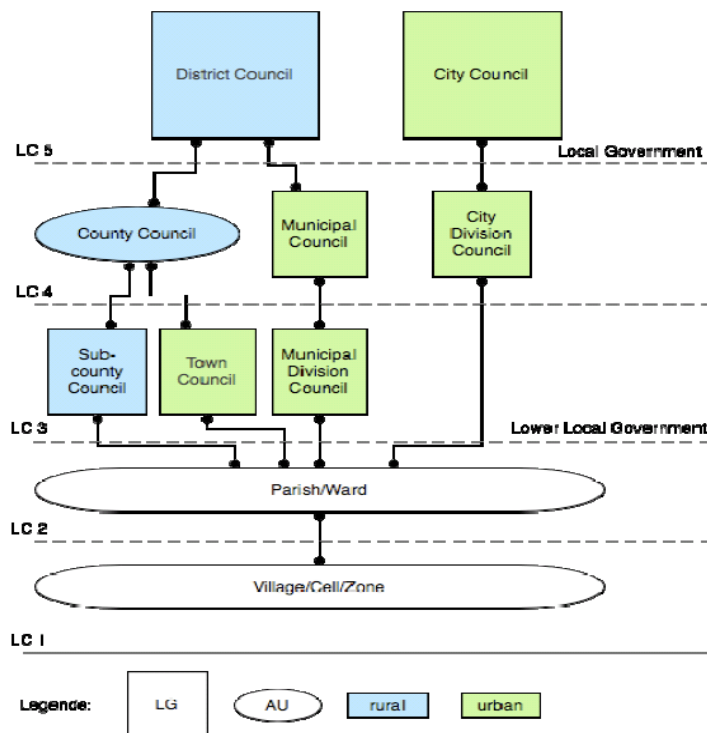 District Council
City Council
LC 5
Local Government
County Council
Municipal
Council
City
Division
Council
LC 4
Sub-
county
Council
Town
Council
Municipal
Division
Council
LC 3
Lower Local Government
Parish/Ward
LC 2
Village/Cell/Zone
LC 1
Legende:
LG
AU
rural
urban